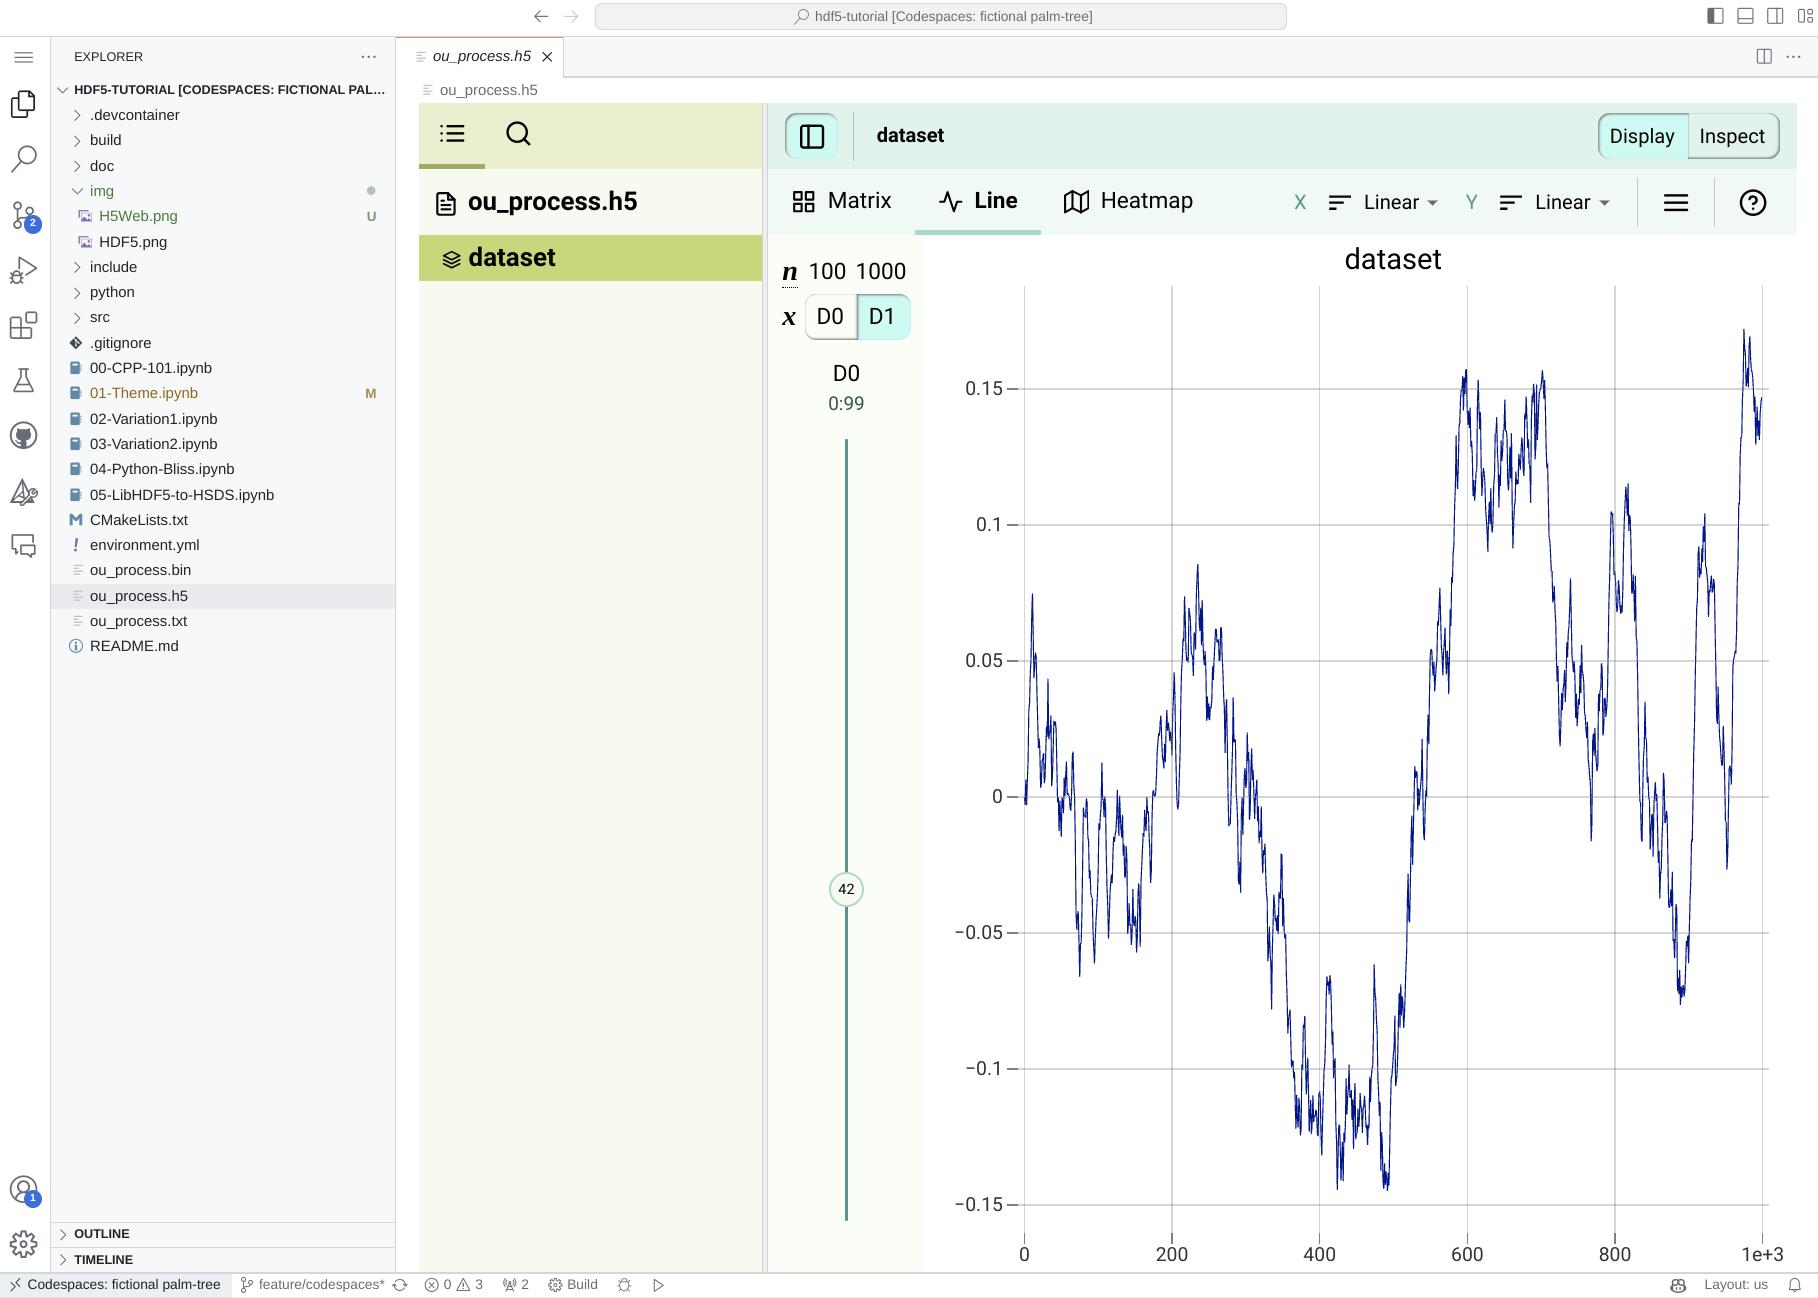 hdf5-tutorial [Codespaces: fictional palm-tree]
EXPLORER
HDF5-TUTORIAL [CODESPACES: FICTIONAL PAL...
.devcontainer
build
doc
img
H5Web.png U
HDF5.png
include
python
src
.gitignore
00-CPP-101.ipynb
01-Theme.ipynb M
02-Variation1.ipynb
03-Variation2.ipynb
04-Python-Bliss.ipynb
05-LibHDF5-to-HSDS.ipynb
CMakeLists.txt
environment.yml
ou_process.bin
ou_process.h5
ou_process.txt
README.md
OUTLINE
TIMELINE
2
1
ou_process.h5
ou_process.h5
ou_process.h5
dataset
dataset
Display Inspect
Matrix Line Heatmap X Linear Y Linear
n 100 1000
x D0 D1
D0
0:99
42
dataset
0.15
0.1
0.05
0
−0.05
−0.1
−0.15
0 200 400 600 800 1e+3
Codespaces: fictional palm-tree feature/codespaces* 0 3 2 Build Layout: us